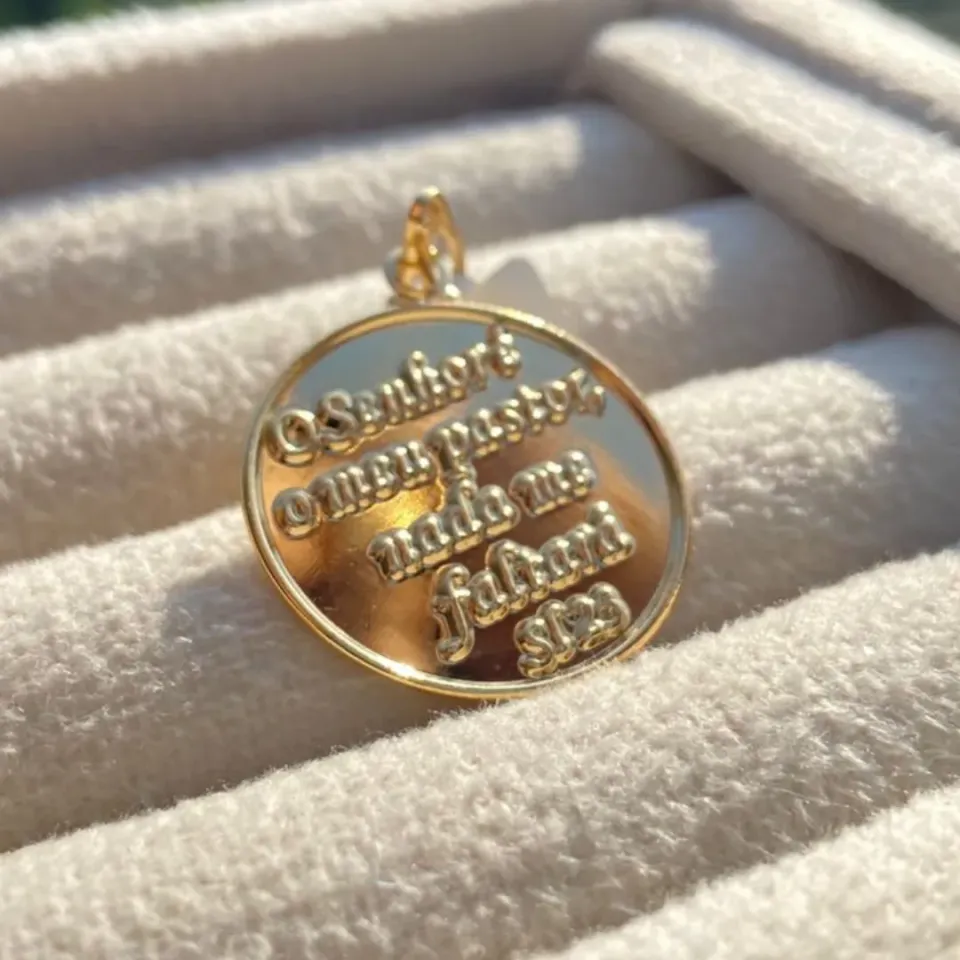 O Senhor é
o meu pastor,
nada me
faltará
Sl 23